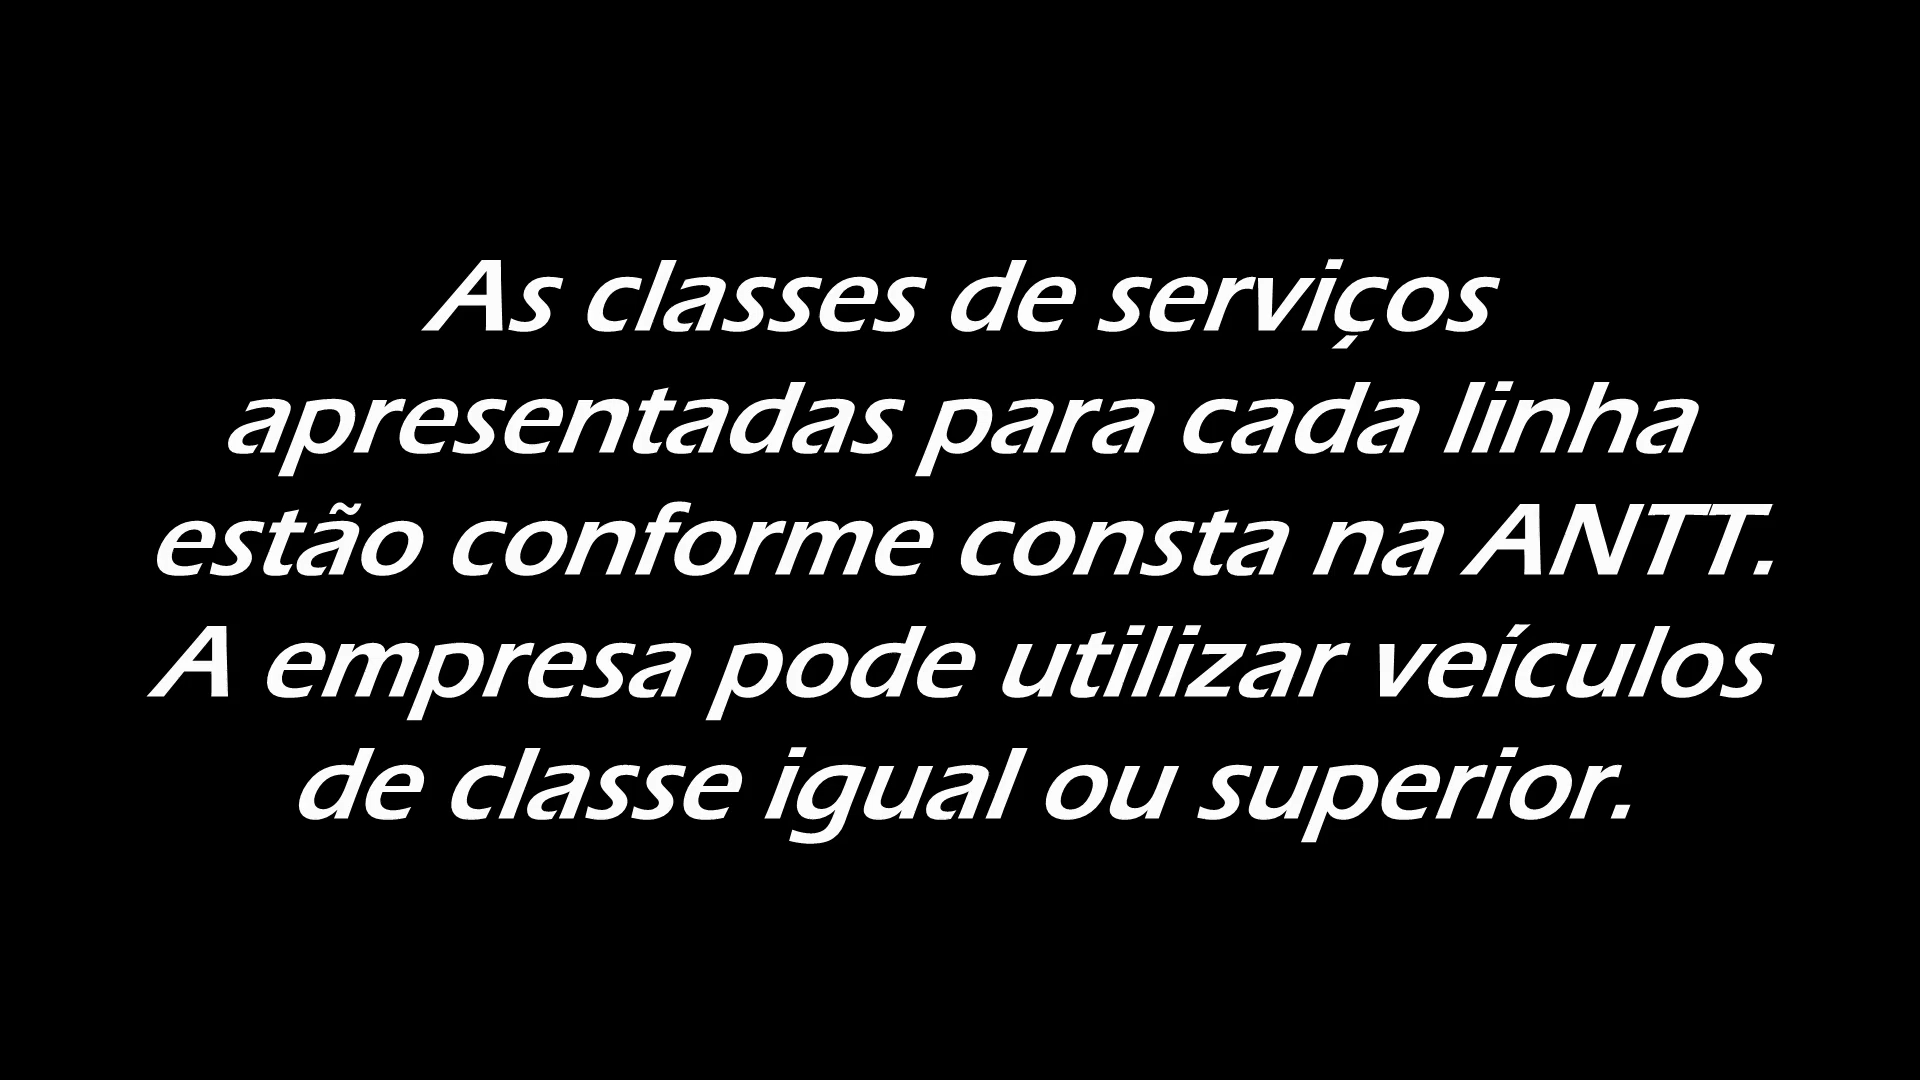 As classes de serviços
apresentadas para cada linha
estão conforme consta na ANTT.
A empresa pode utilizar veículos
de classe igual ou superior.